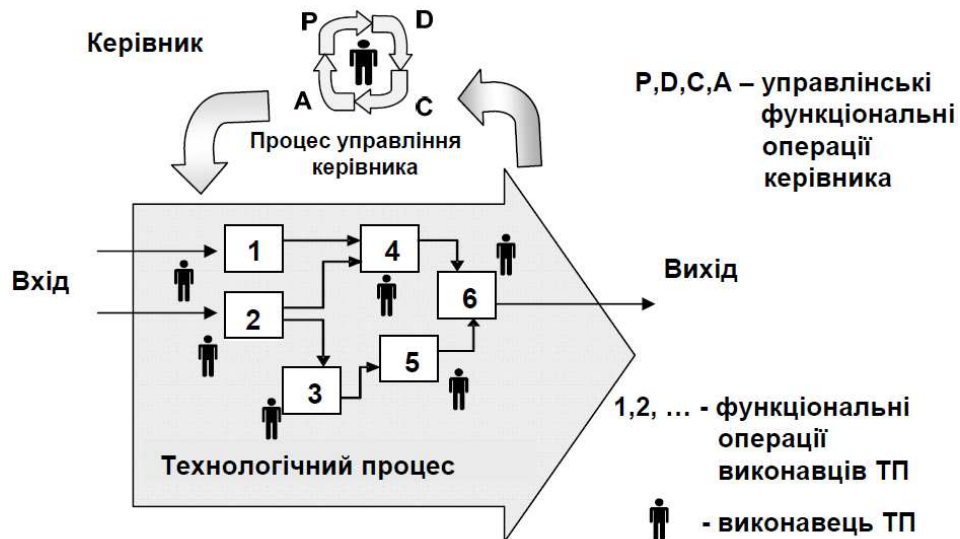 P D
Керівник
A C
Процес управління
керівника
P,D,C,A – управлінські
функціональні
операції
керівника
Вхід
1
2
3
4
5
6
Вихід
Технологічний процес
1,2, … - функціональні
операції
виконавців ТП
- виконавець ТП